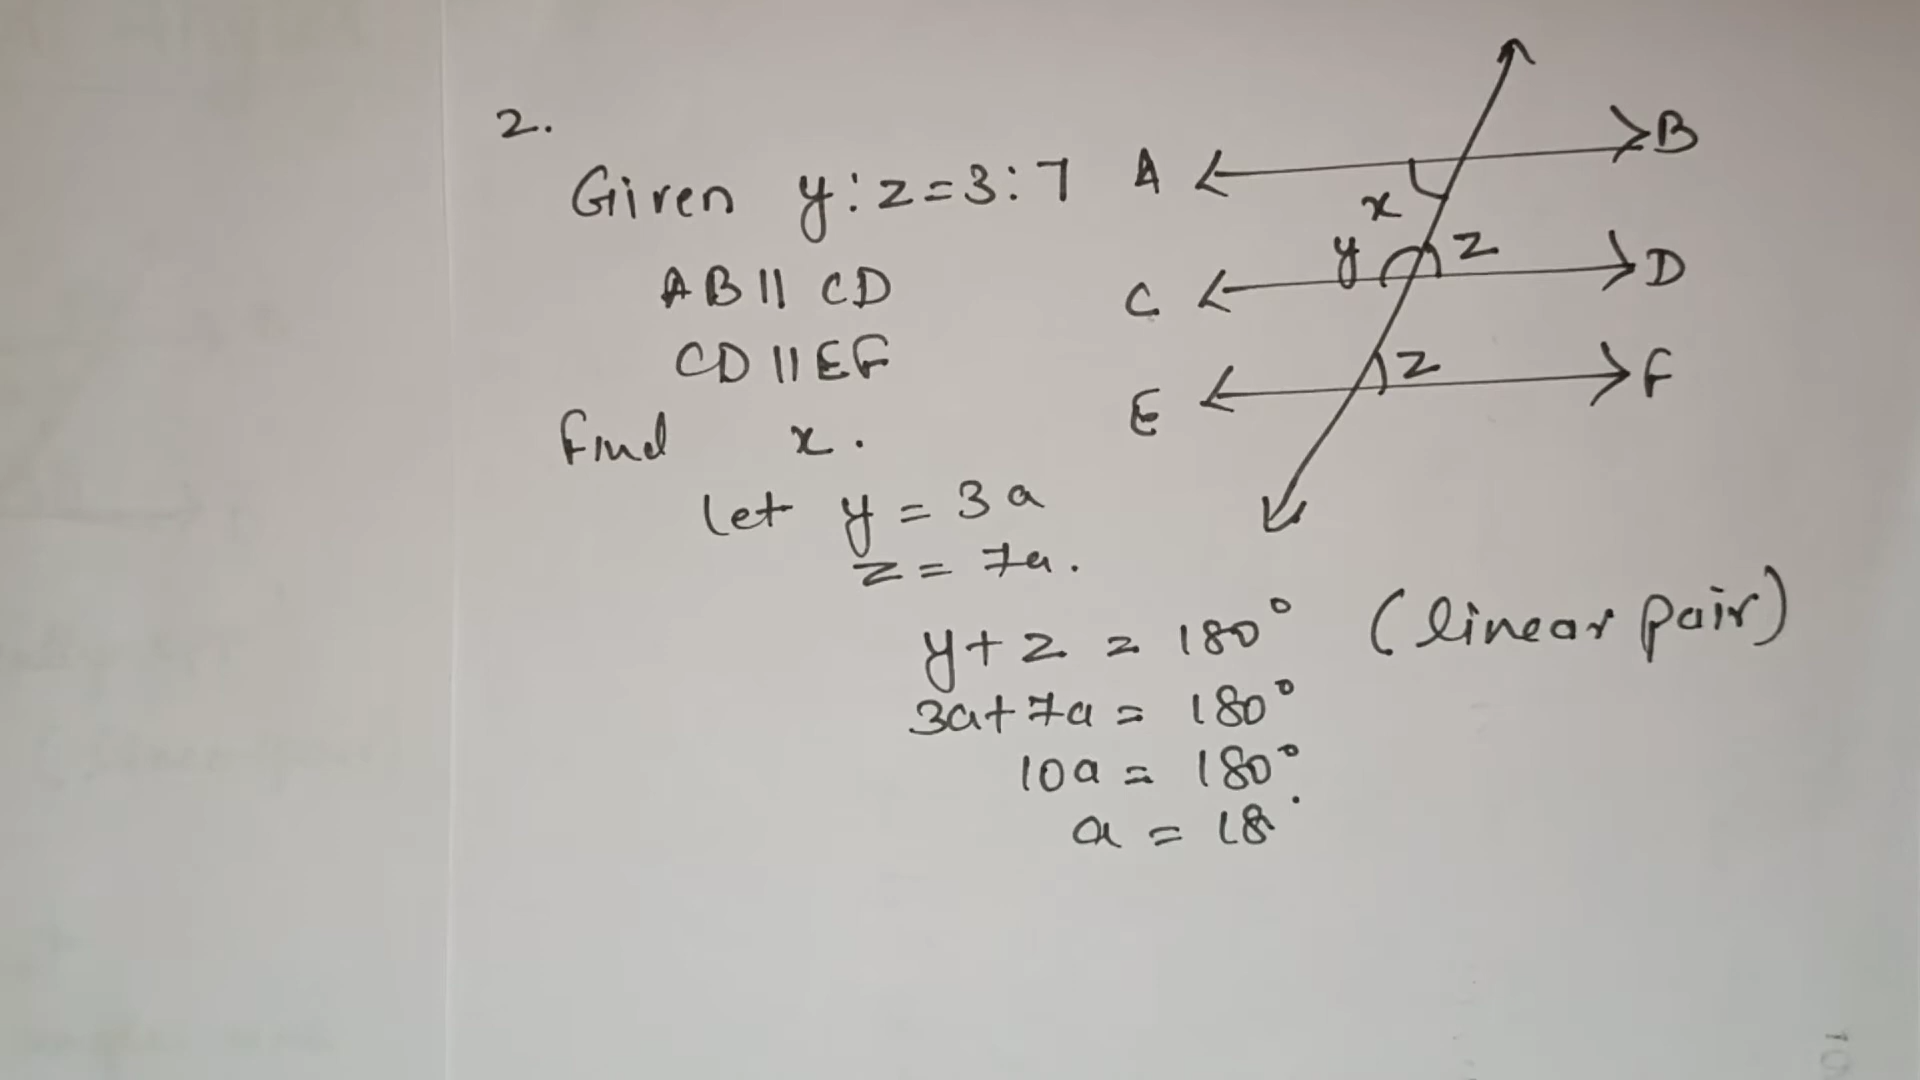 2.
Given y:z=3:7
AB || CD
CD || EF
Find x.
A B
x
y z
C D
z
E F
let y = 3a
z = 7a.
y + z = 180° (linear pair)
3a+7a = 180°
10a = 180°
a = 18°